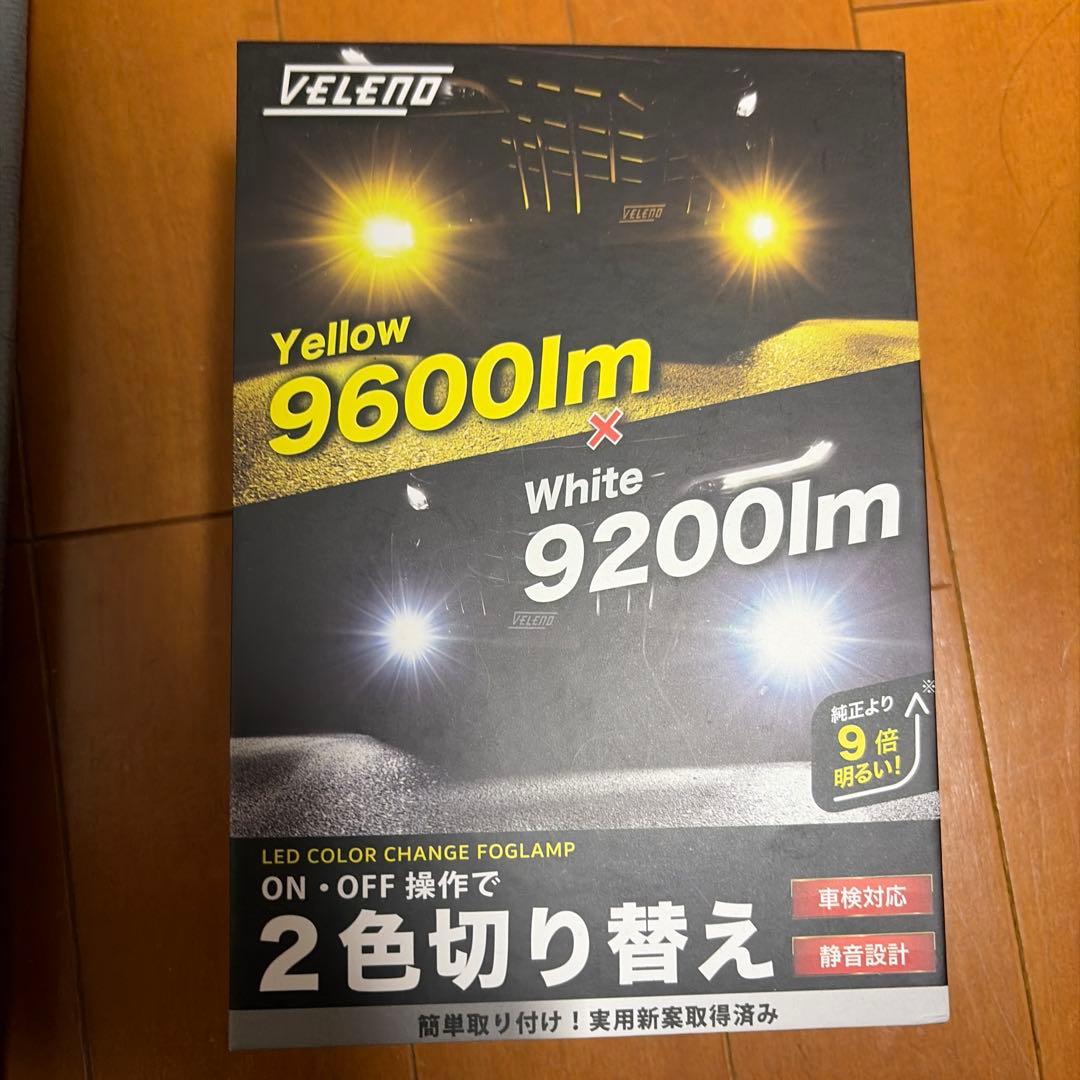 VELENO
VELENO
Yellow
9600lm
×
White
9200lm
VELENO
※
純正より
9倍
明るい!
LED COLOR CHANGE FOGLAMP
ON・OFF 操作で
2色切り替え
車検対応
静音設計
簡単取り付け!実用新案取得済み